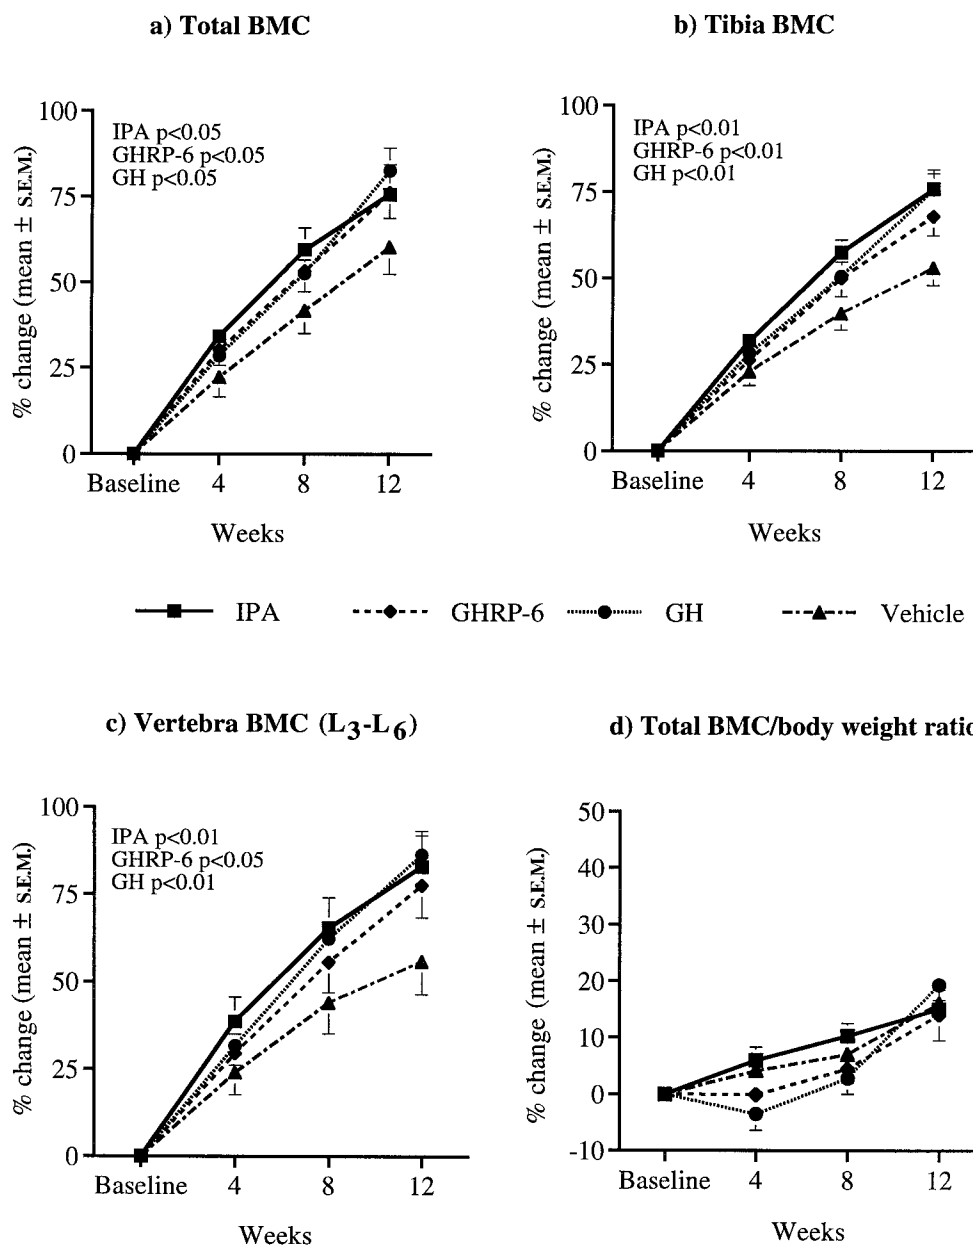 a) Total BMC
b) Tibia BMC
% change (mean ± S.E.M.)
100
75
50
25
0
IPA p<0.05
GHRP-6 p<0.05
GH p<0.05
Baseline 4 8 12
Weeks
% change (mean ± S.E.M.)
100
75
50
25
0
IPA p<0.01
GHRP-6 p<0.01
GH p<0.01
Baseline 4 8 12
Weeks
IPA GHRP-6 GH Vehicle
c) Vertebra BMC (L3-L6)
d) Total BMC/body weight ratio
% change (mean ± S.E.M.)
100
75
50
25
0
IPA p<0.01
GHRP-6 p<0.05
GH p<0.01
Baseline 4 8 12
Weeks
% change (mean ± S.E.M.)
50
40
30
20
10
0
-10
Baseline 4 8 12
Weeks